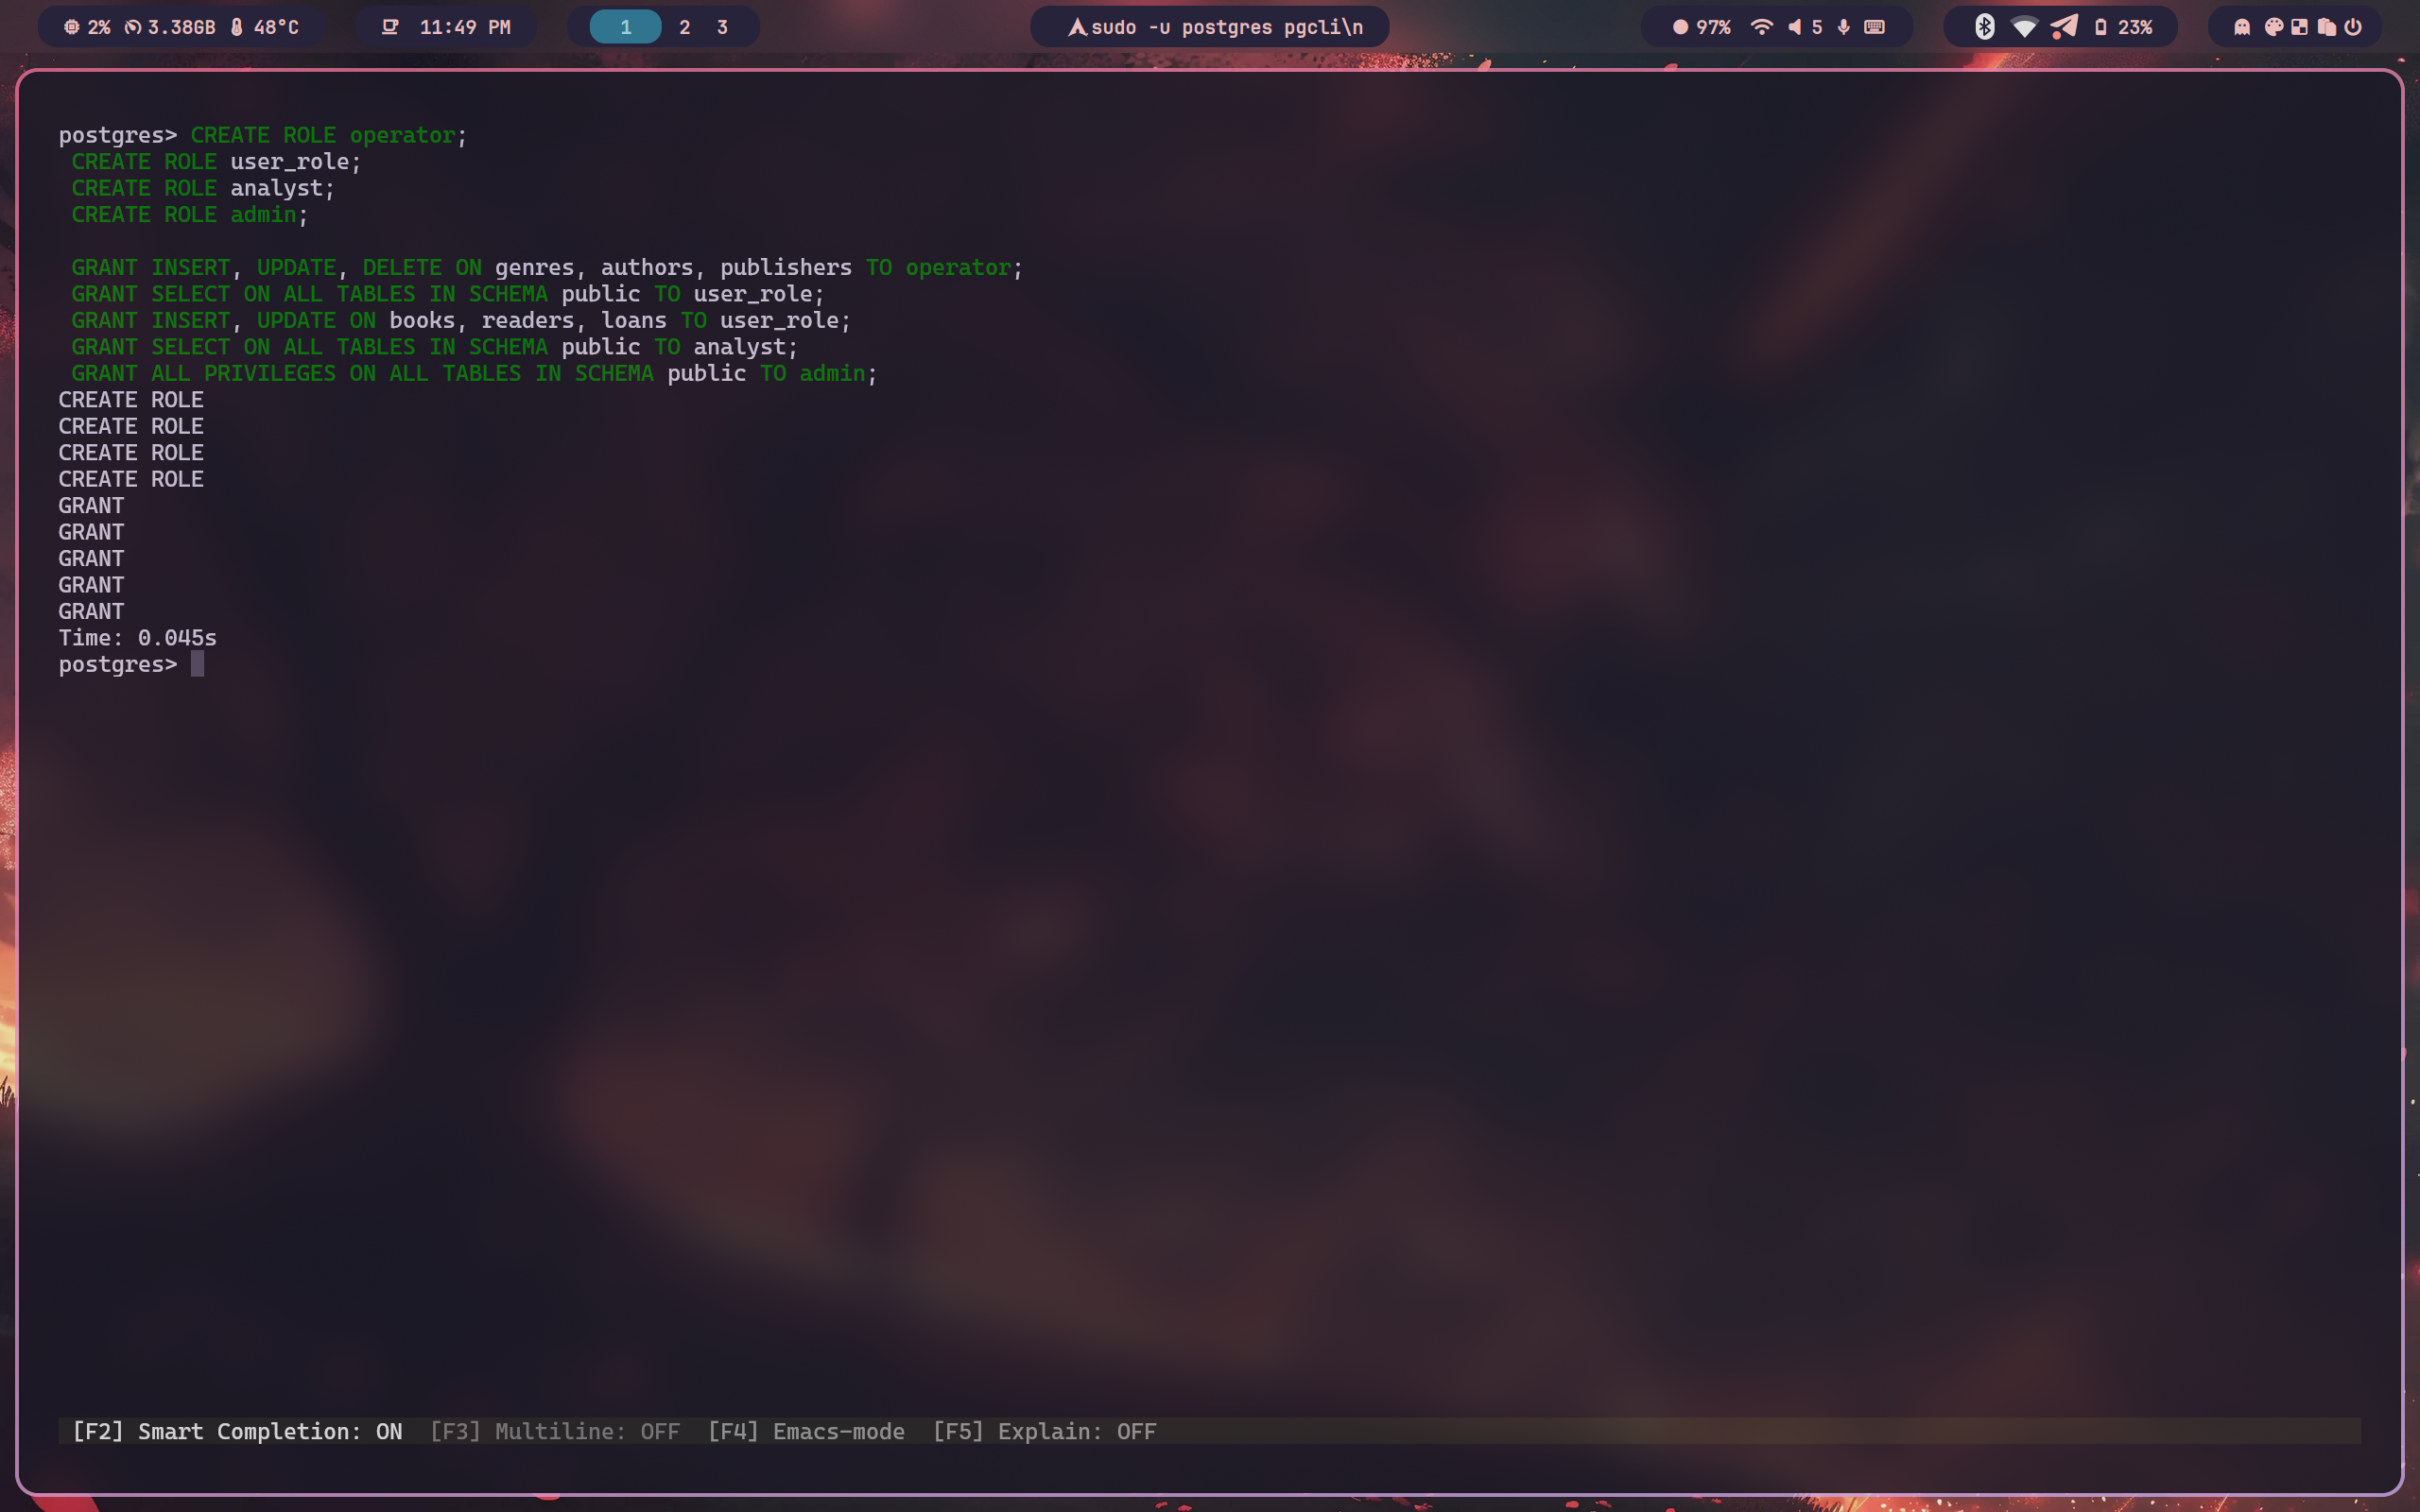 2% 3.38GB 48°C 11:49 PM 1 2 3 sudo -u postgres pgcli\n 97% 5 23%
postgres> CREATE ROLE operator;
CREATE ROLE user_role;
CREATE ROLE analyst;
CREATE ROLE admin;
GRANT INSERT, UPDATE, DELETE ON genres, authors, publishers TO operator;
GRANT SELECT ON ALL TABLES IN SCHEMA public TO user_role;
GRANT INSERT, UPDATE ON books, readers, loans TO user_role;
GRANT SELECT ON ALL TABLES IN SCHEMA public TO analyst;
GRANT ALL PRIVILEGES ON ALL TABLES IN SCHEMA public TO admin;
CREATE ROLE
CREATE ROLE
CREATE ROLE
CREATE ROLE
GRANT
GRANT
GRANT
GRANT
GRANT
Time: 0.045s
postgres>
[F2] Smart Completion: ON [F3] Multiline: OFF [F4] Emacs-mode [F5] Explain: OFF